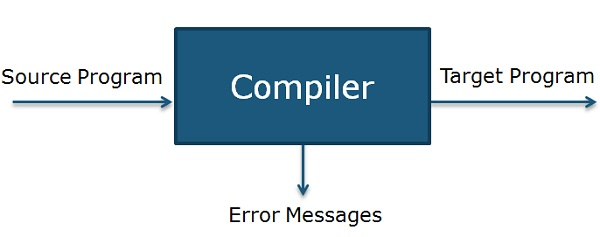 Source Program
Compiler
Target Program
Error Messages